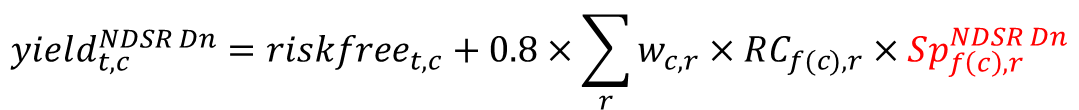 yield_{t,c}^{NDSR Dn} = riskfree_{t,c} + 0.8 × ∑_r w_{c,r} × RC_{f(c),r} × Sp_{f(c),r}^{NDSR Dn}